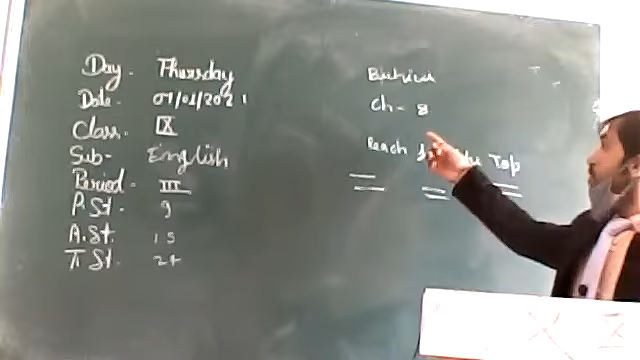 Day - Thursday
Date - 07/01/2021
Class - IX
Sub - English
Period - III
P. St. 9
A. St. 15
T. St. 24
Ch - 8
Reach Top